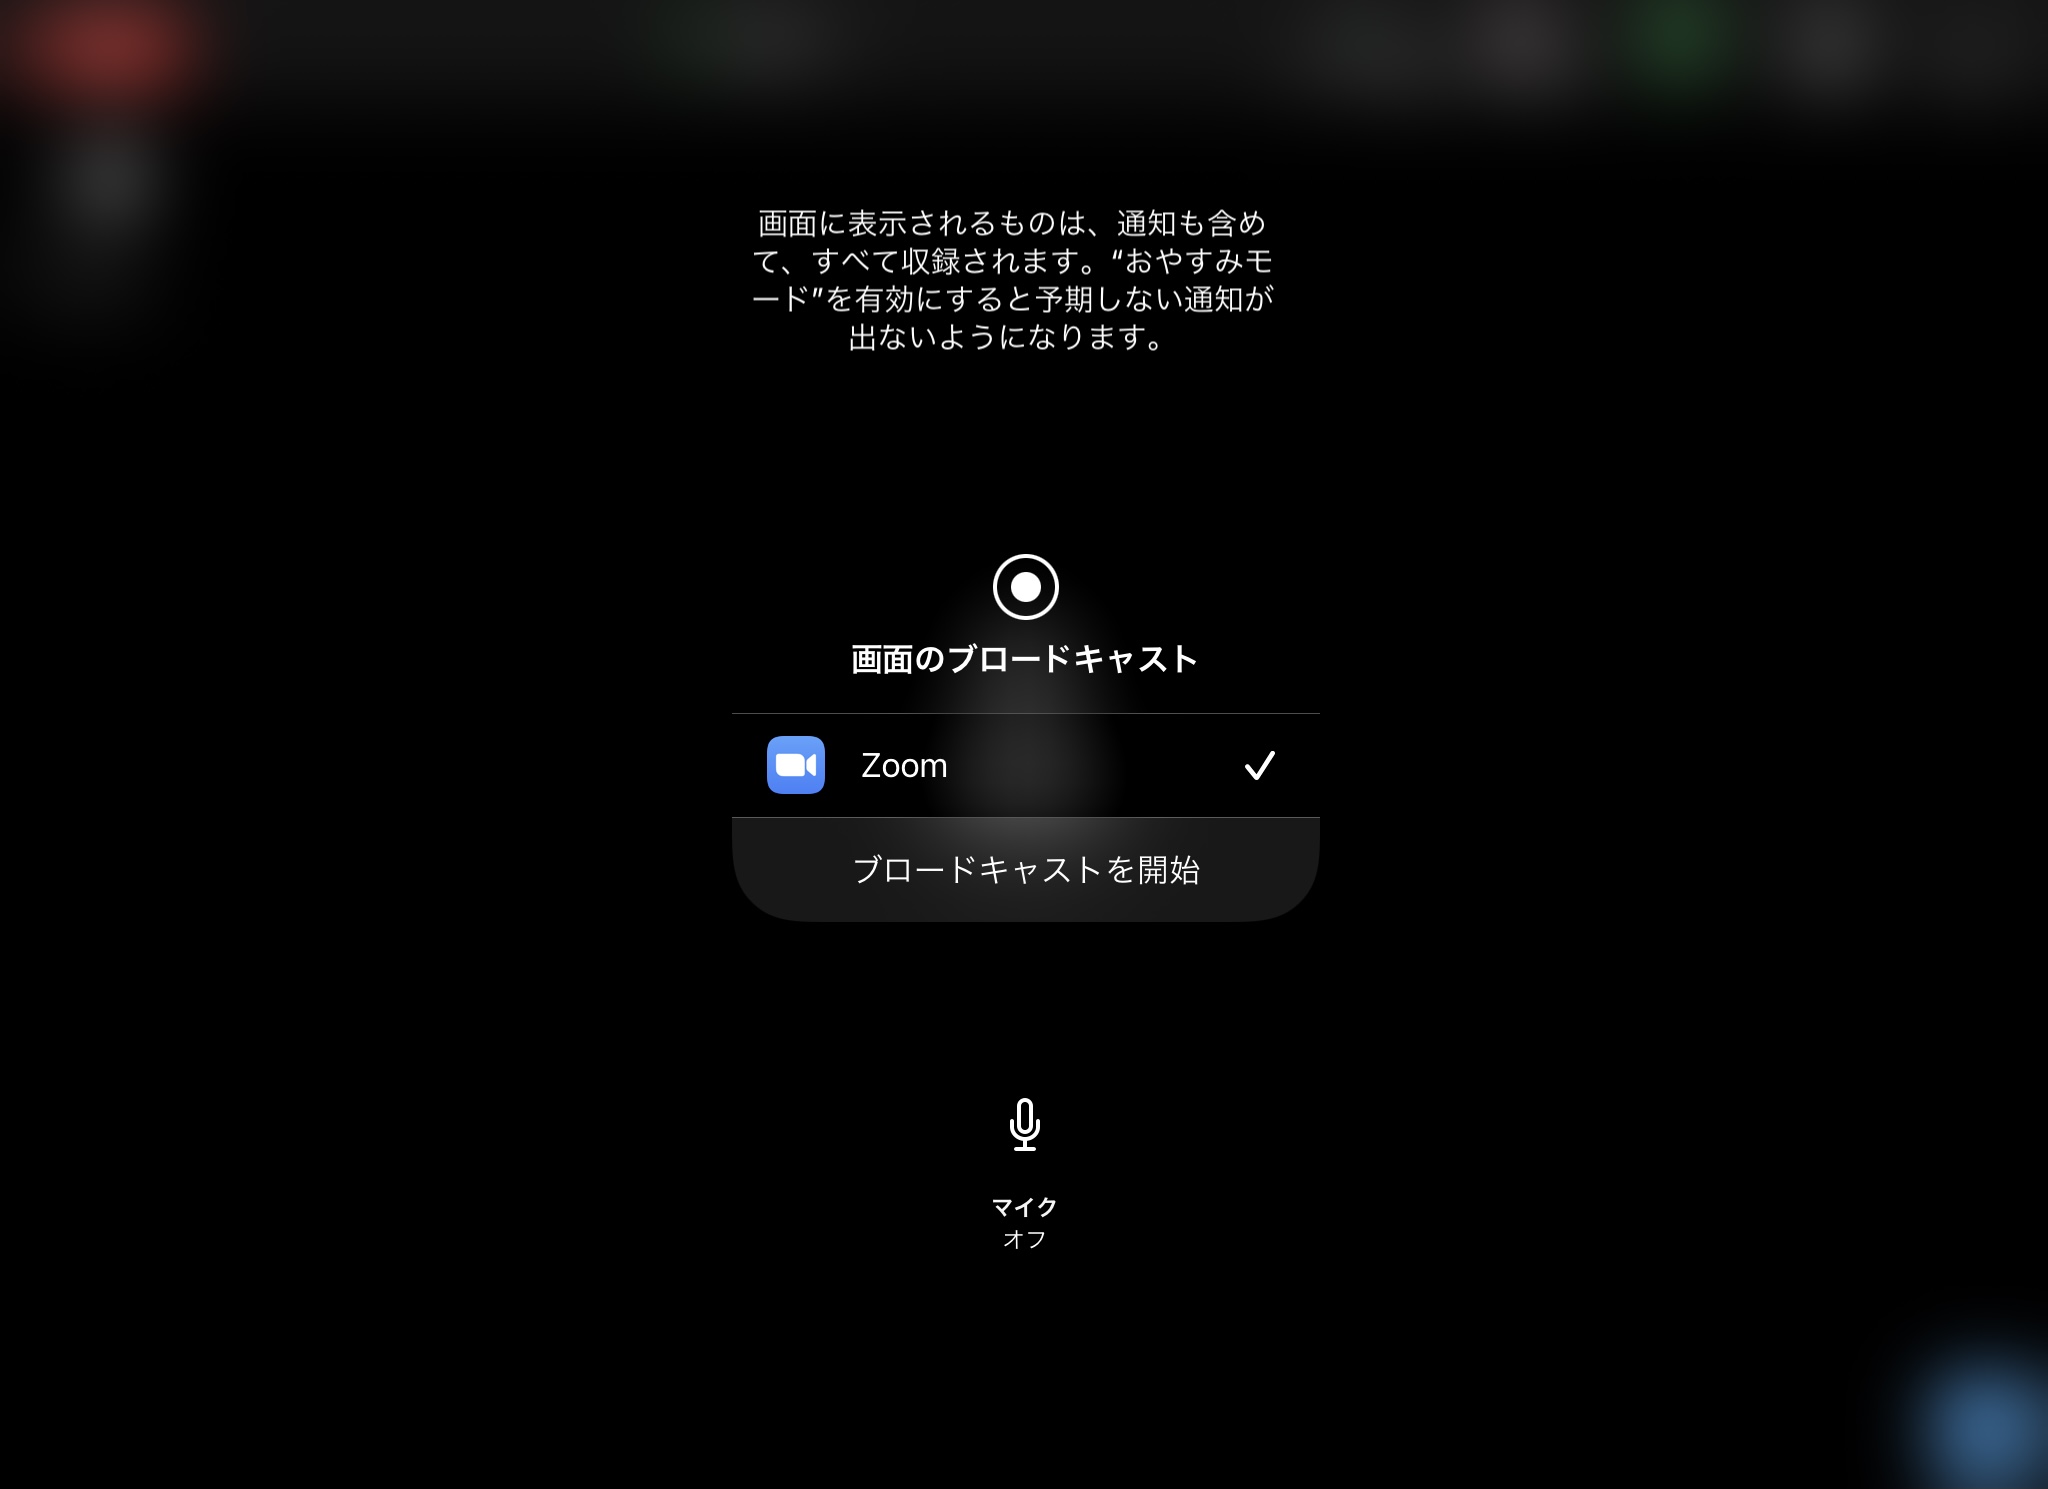 画面に表示されるものは、通知も含め
て、すべて収録されます。“おやすみモ
ード”を有効にすると予期しない通知が
出ないようになります。
画面のブロードキャスト
Zoom
ブロードキャストを開始
マイク
オフ